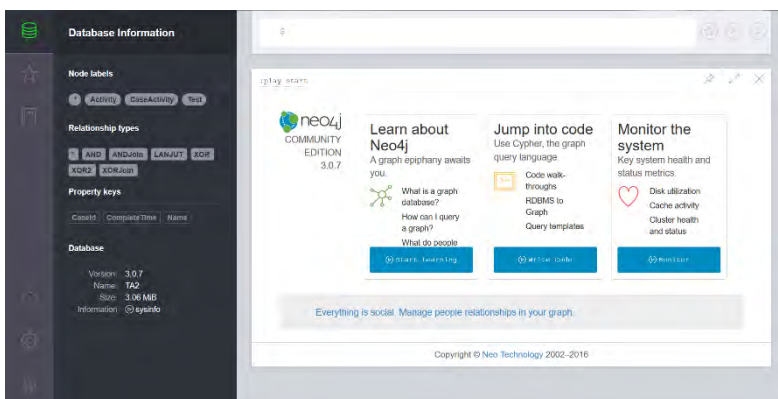 Database Information
$
Node labels
* Activity CaseActivity Test
Relationship types
* AND ANDJoin LANJUT XOR
XOR2 XORJoin
Property keys
CaseId CompleteTime Name
Database
Version: 3.0.7
Name: TA2
Size: 3.06 MiB
Information: sysinfo
:play start
neo4j
COMMUNITY
EDITION
3.0.7
Learn about
Neo4j
A graph epiphany awaits
you.
What is a graph
database?
How can I query
a graph?
What do people
Start Learning
Jump into code
Use Cypher, the graph
query language.
Code walk-
throughs
RDBMS to
Graph
Query templates
Write Code
Monitor the
system
Key system health and
status metrics.
Disk utilization
Cache activity
Cluster health
and status
Monitor
Everything is social. Manage people relationships in your graph.
Copyright © Neo Technology 2002–2016